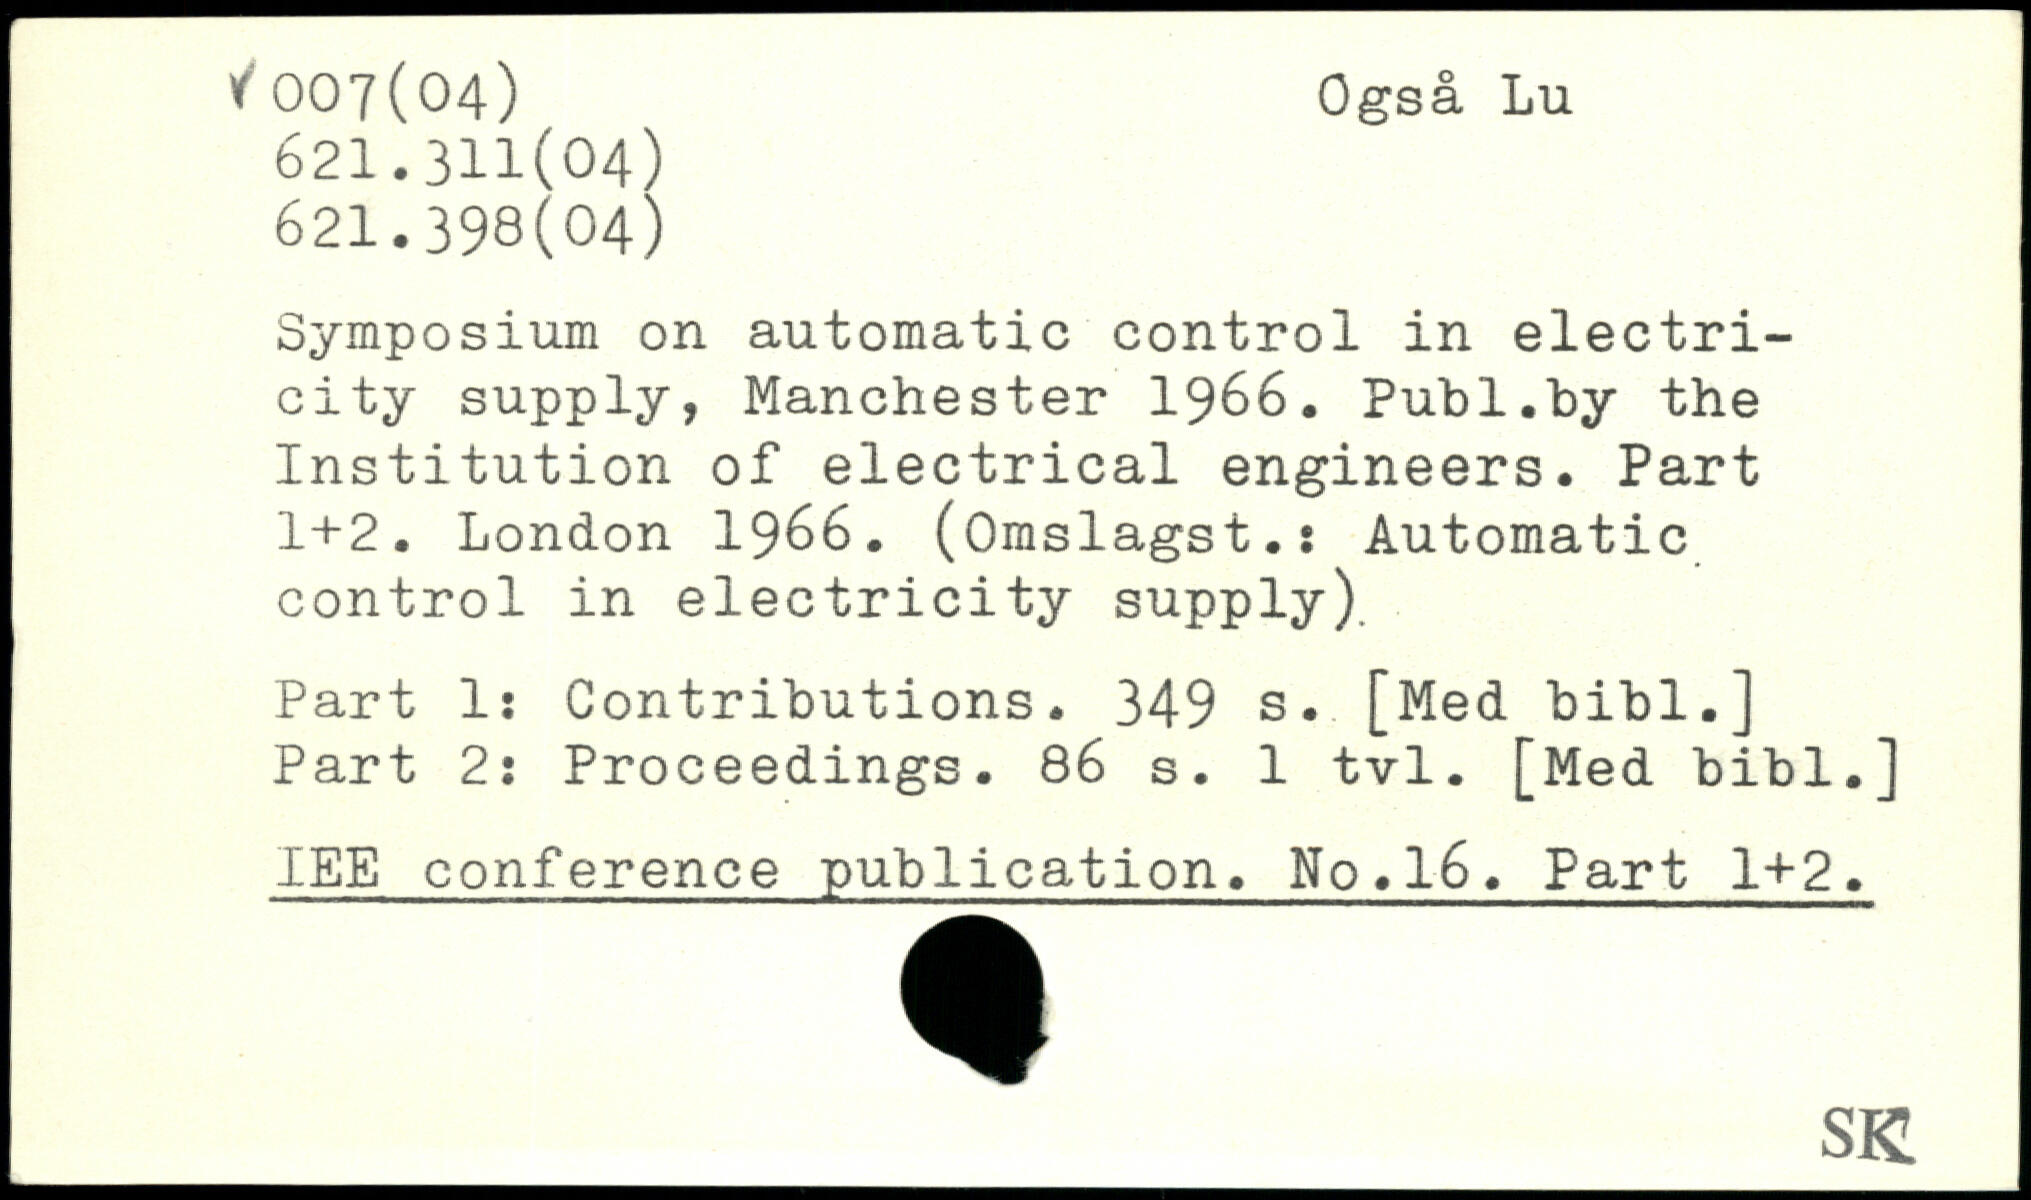 ✓ 007(04) Også Lu
621.311(04)
621.398(04)
Symposium on automatic control in electri-
city supply, Manchester 1966. Publ.by the
Institution of electrical engineers. Part
1+2. London 1966. (Omslagst.: Automatic
control in electricity supply).
Part 1: Contributions. 349 s. [Med bibl.]
Part 2: Proceedings. 86 s. 1 tvl. [Med bibl.]
IEE conference publication. No.16. Part 1+2.
SK